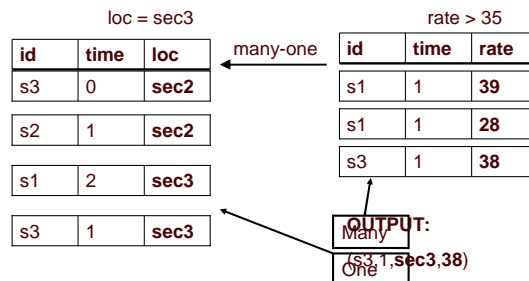 loc = sec3
id time loc
s3 0 sec2
s2 1 sec2
s1 2 sec3
s3 1 sec3
many-one
rate > 35
id time rate
s1 1 39
s1 1 28
s3 1 38
OUTPUT:
Many
(s3,1,sec3,38)
One